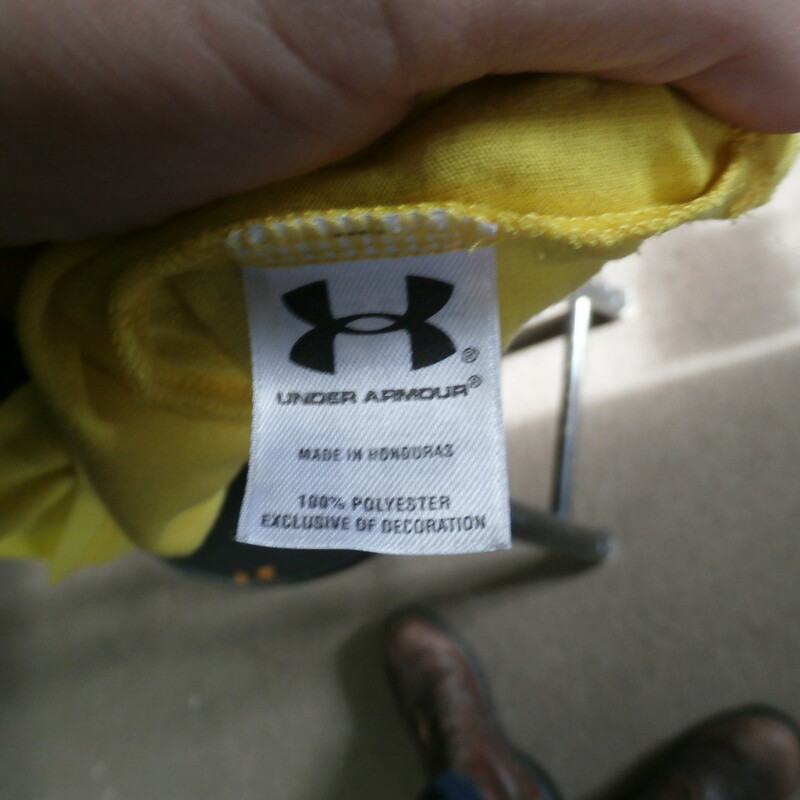 ®
UNDER ARMOUR®
MADE IN HONDURAS
100% POLYESTER
EXCLUSIVE OF DECORATION